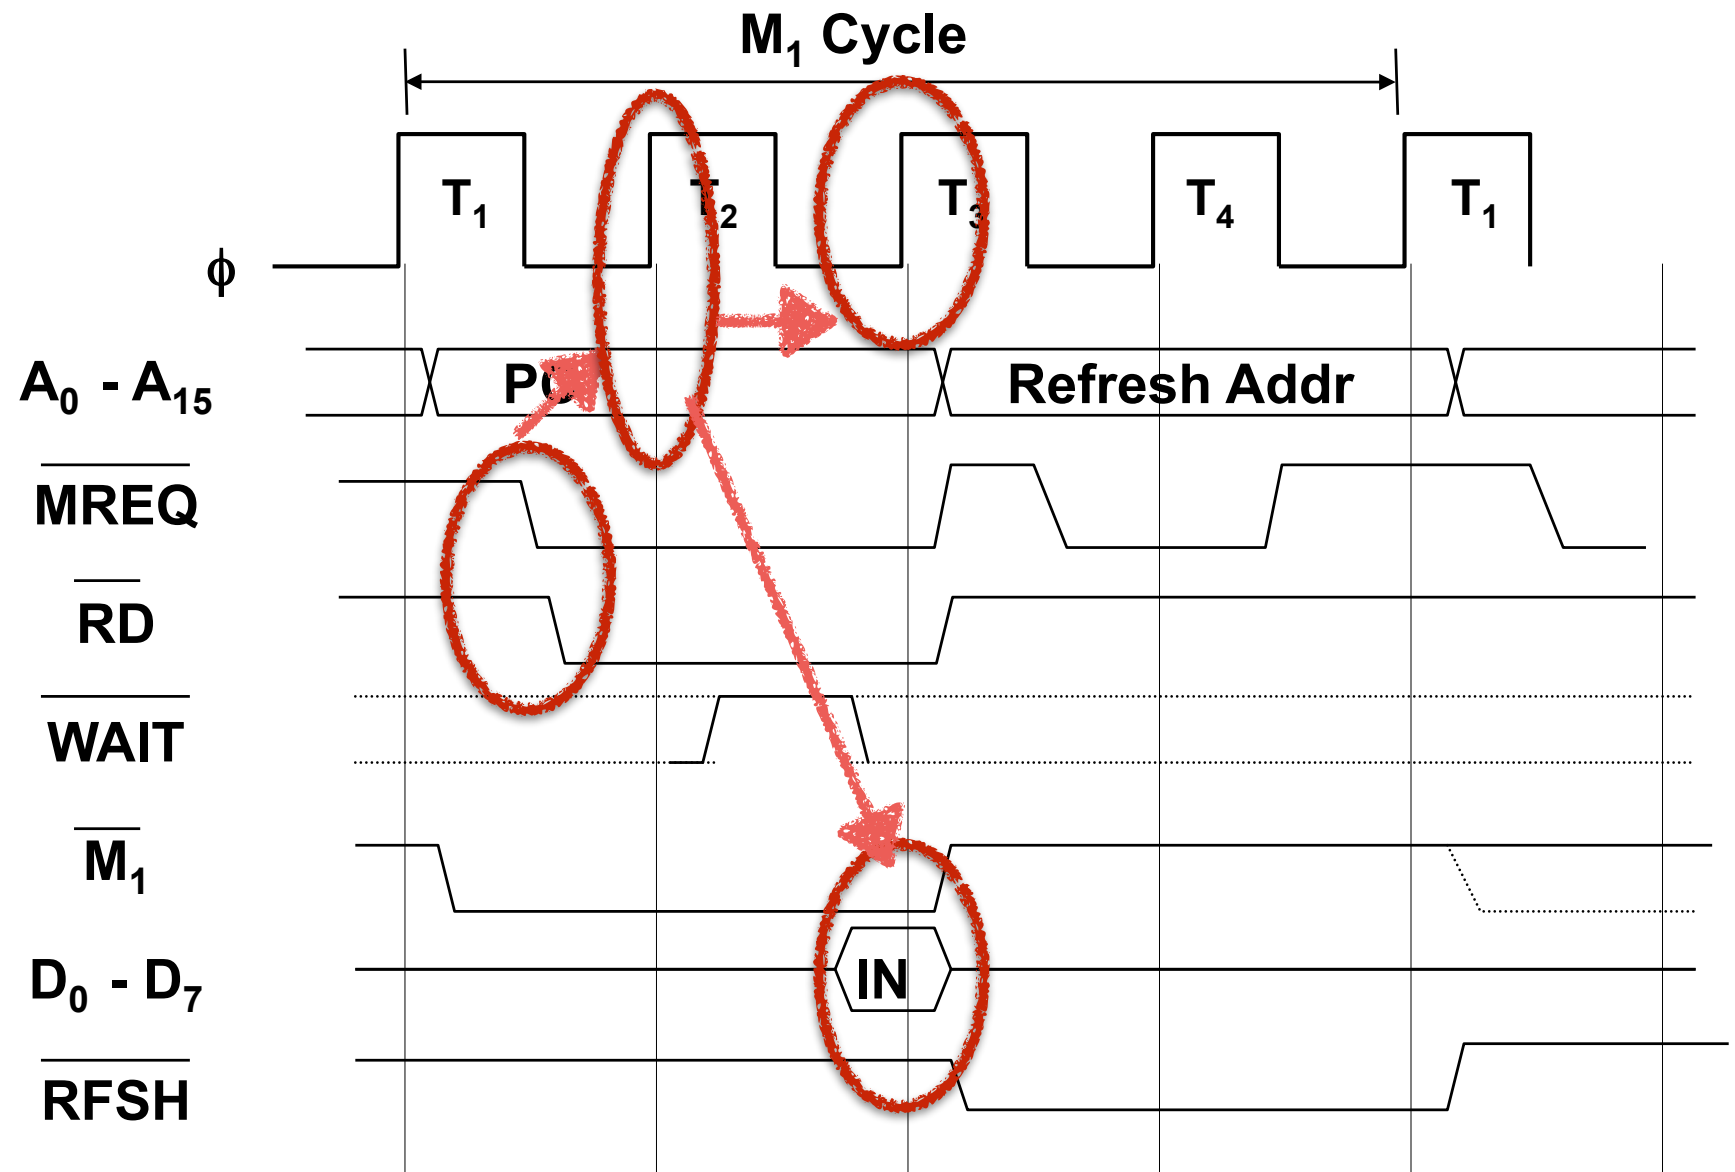 M₁ Cycle
T₁ T₂ T₃ T₄ T₁
ϕ
A₀ - A₁₅ PC Refresh Addr
MREQ
RD
WAIT
M₁
D₀ - D₇ IN
RFSH